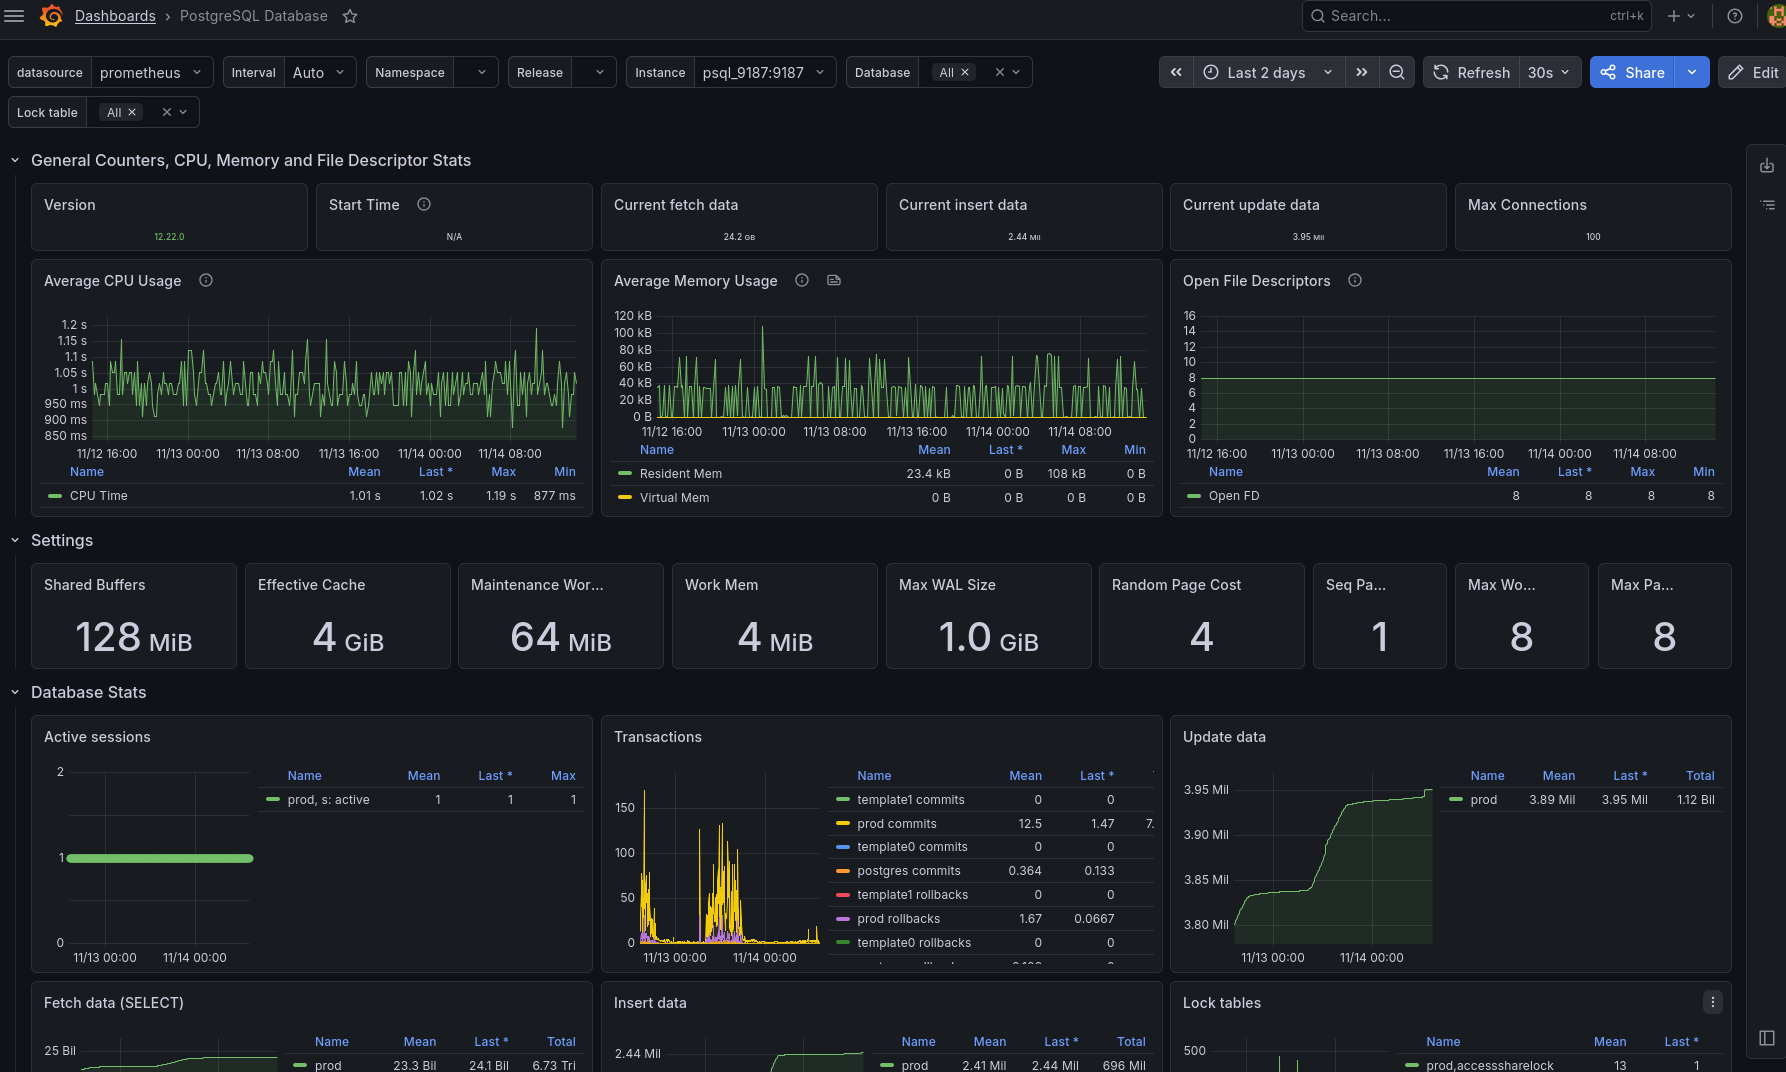 Dashboards › PostgreSQL Database Search... ctrl+k
datasource prometheus Interval Auto Namespace Release Instance psql_9187:9187 Database All Last 2 days Refresh 30s Share Edit
Lock table All
General Counters, CPU, Memory and File Descriptor Stats
Version Start Time Current fetch data Current insert data Current update data Max Connections
12.22.0 N/A 24.2 GB 2.44 Mil 3.95 Mil 100
Average CPU Usage
1.2 s
1.15 s
1.1 s
1.05 s
1 s
950 ms
900 ms
850 ms
11/12 16:00 11/13 00:00 11/13 08:00 11/13 16:00 11/14 00:00 11/14 08:00
Name Mean Last * Max Min
CPU Time 1.01 s 1.02 s 1.19 s 877 ms
Average Memory Usage
120 kB
100 kB
80 kB
60 kB
40 kB
20 kB
0 B
11/12 16:00 11/13 00:00 11/13 08:00 11/13 16:00 11/14 00:00 11/14 08:00
Name Mean Last * Max Min
Resident Mem 23.4 kB 0 B 108 kB 0 B
Virtual Mem 0 B 0 B 0 B 0 B
Open File Descriptors
16
14
12
10
8
6
4
2
0
11/12 16:00 11/13 00:00 11/13 08:00 11/13 16:00 11/14 00:00 11/14 08:00
Name Mean Last * Max Min
Open FD 8 8 8 8
Settings
Shared Buffers Effective Cache Maintenance Wor... Work Mem Max WAL Size Random Page Cost Seq Pa... Max Wo... Max Pa...
128 MiB 4 GiB 64 MiB 4 MiB 1.0 GiB 4 1 8 8
Database Stats
Active sessions
2
1
0
11/13 00:00 11/14 00:00
Name Mean Last * Max
prod, s: active 1 1 1
Transactions
150
100
50
0
11/13 00:00 11/14 00:00
Name Mean Last *
template1 commits 0 0
prod commits 12.5 1.47 7.
template0 commits 0 0
postgres commits 0.364 0.133
template1 rollbacks 0 0
prod rollbacks 1.67 0.0667
template0 rollbacks 0 0
Update data
3.95 Mil
3.90 Mil
3.85 Mil
3.80 Mil
11/13 00:00 11/14 00:00
Name Mean Last * Total
prod 3.89 Mil 3.95 Mil 1.12 Bil
Fetch data (SELECT)
25 Bil
Name Mean Last * Total
prod 23.3 Bil 24.1 Bil 6.73 Tri
Insert data
2.44 Mil
Name Mean Last * Total
prod 2.41 Mil 2.44 Mil 696 Mil
Lock tables
500
Name Mean Last *
prod,accesssharelock 13 1